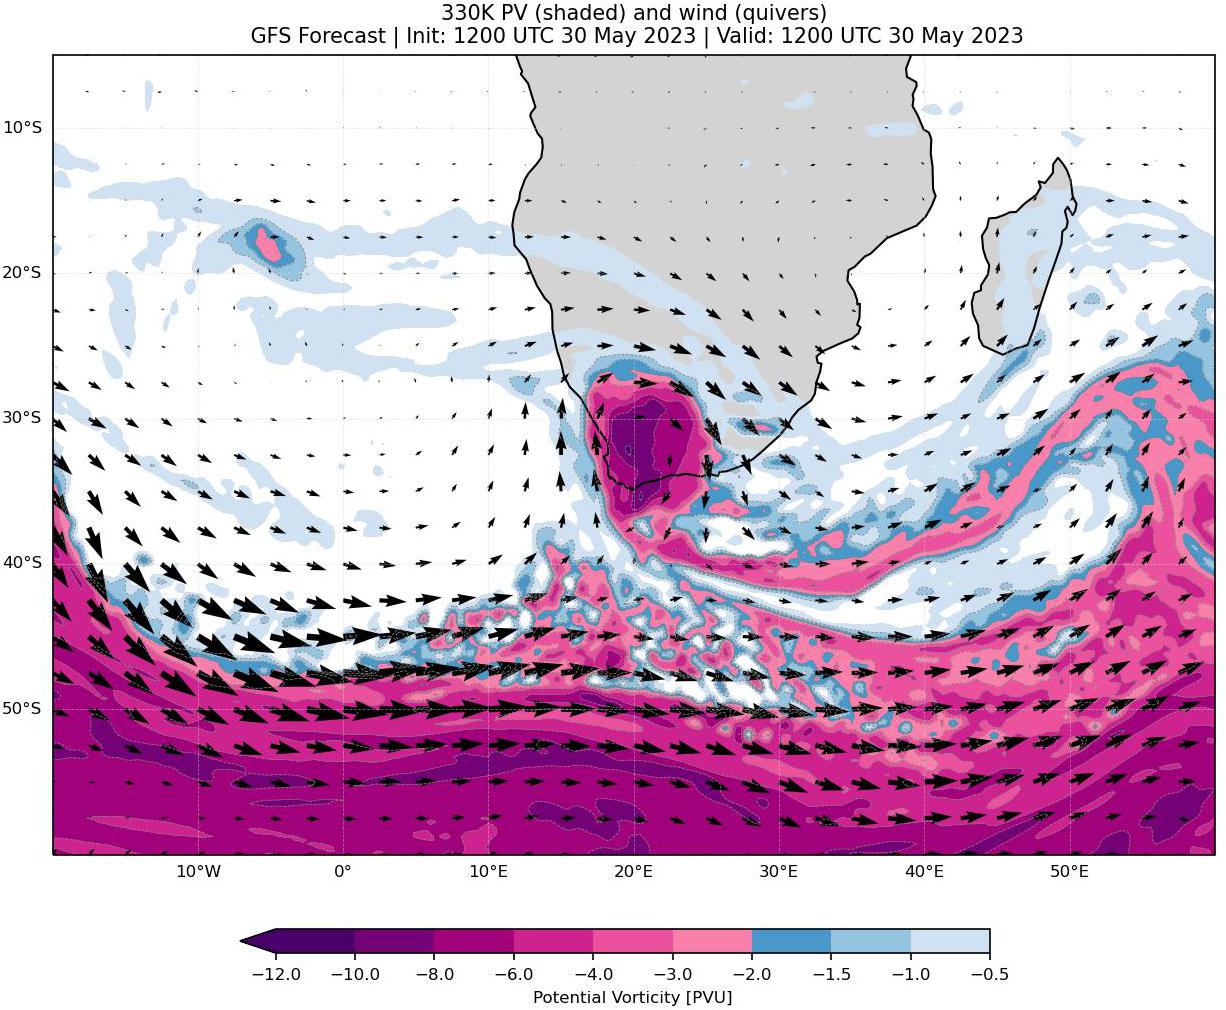 330K PV (shaded) and wind (quivers)
GFS Forecast | Init: 1200 UTC 30 May 2023 | Valid: 1200 UTC 30 May 2023
10°S
20°S
30°S
40°S
50°S
10°W 0° 10°E 20°E 30°E 40°E 50°E
−12.0 −10.0 −8.0 −6.0 −4.0 −3.0 −2.0 −1.5 −1.0 −0.5
Potential Vorticity [PVU]